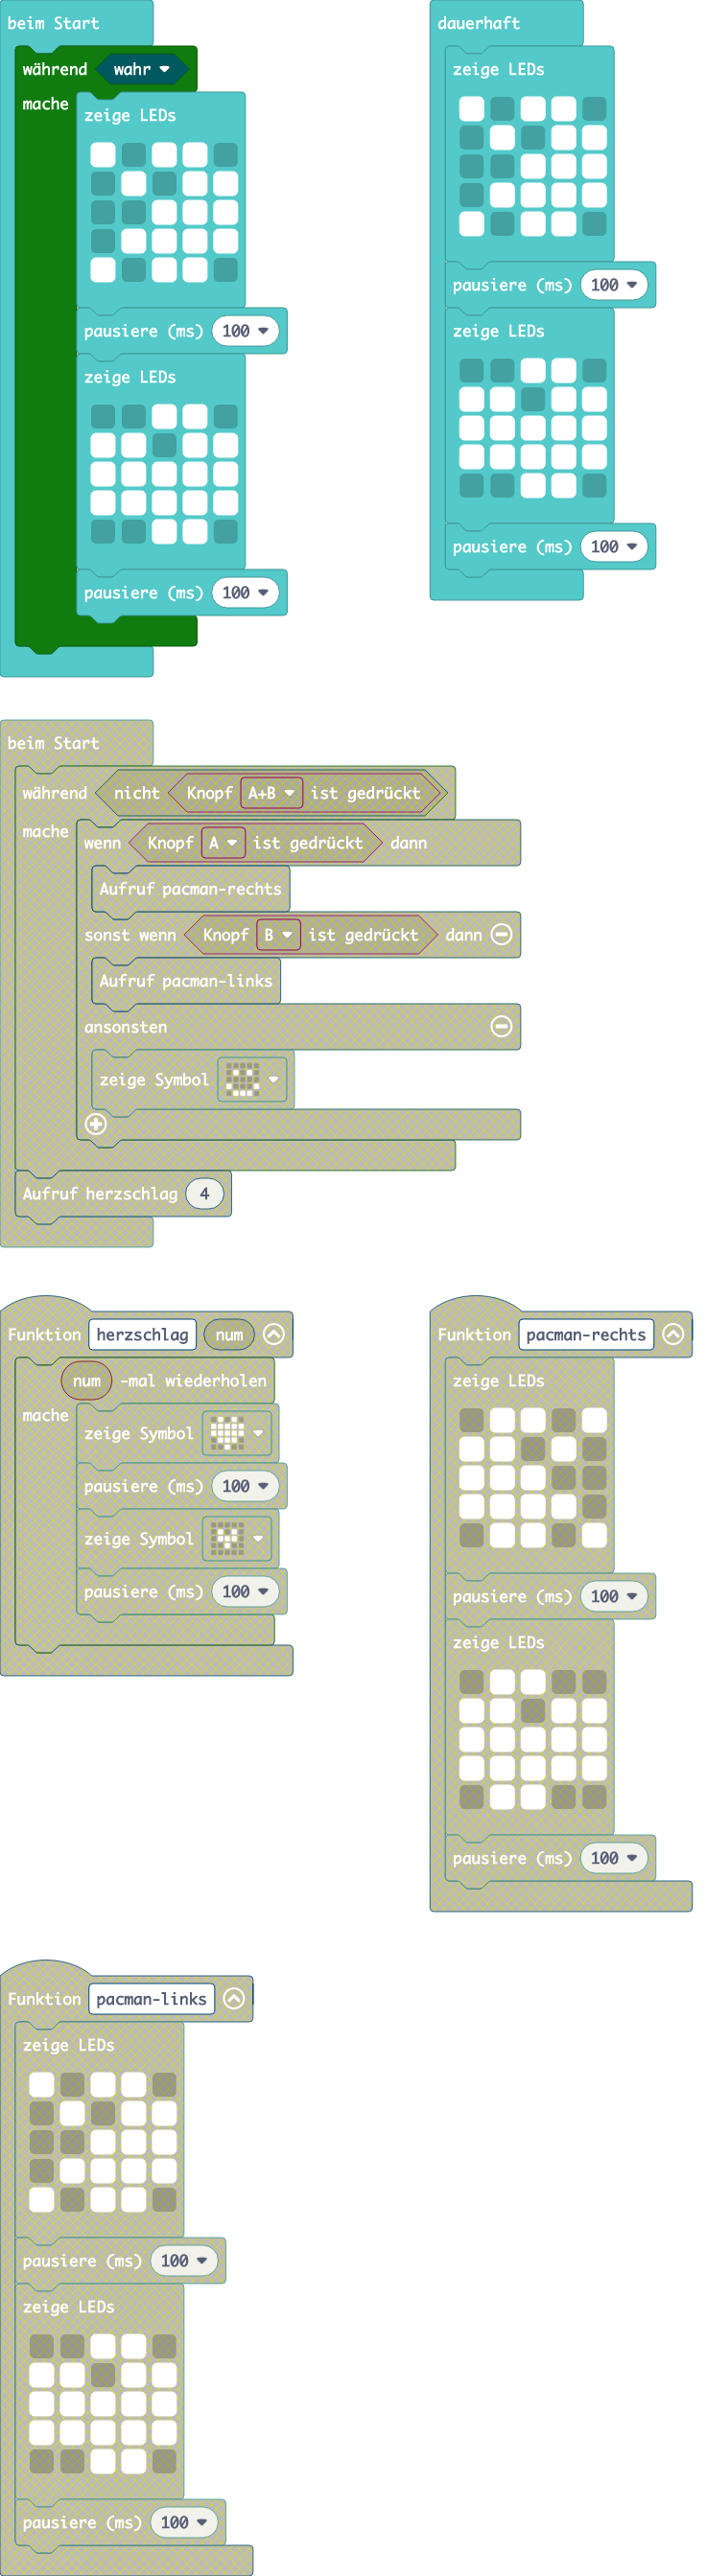 beim Start
während wahr
mache
zeige LEDs
pausiere (ms) 100
zeige LEDs
pausiere (ms) 100
dauerhaft
zeige LEDs
pausiere (ms) 100
zeige LEDs
pausiere (ms) 100
beim Start
während nicht Knopf A+B ist gedrückt
mache wenn Knopf A ist gedrückt dann
Aufruf pacman-rechts
sonst wenn Knopf B ist gedrückt dann
Aufruf pacman-links
ansonsten
zeige Symbol
Aufruf herzschlag 4
Funktion herzschlag num
num -mal wiederholen
mache
zeige Symbol
pausiere (ms) 100
zeige Symbol
pausiere (ms) 100
Funktion pacman-rechts
zeige LEDs
pausiere (ms) 100
zeige LEDs
pausiere (ms) 100
Funktion pacman-links
zeige LEDs
pausiere (ms) 100
zeige LEDs
pausiere (ms) 100